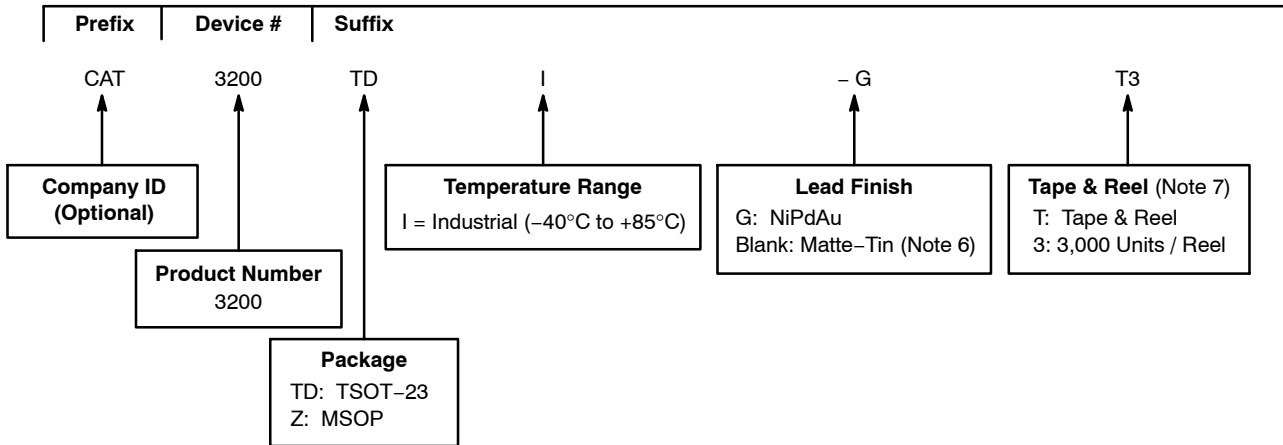 Prefix Device # Suffix
CAT 3200 TD I – G T3
Company ID
(Optional)
Product Number
3200
Package
TD: TSOT–23
Z: MSOP
Temperature Range
I = Industrial (–40°C to +85°C)
Lead Finish
G: NiPdAu
Blank: Matte–Tin (Note 6)
Tape & Reel (Note 7)
T: Tape & Reel
3: 3,000 Units / Reel